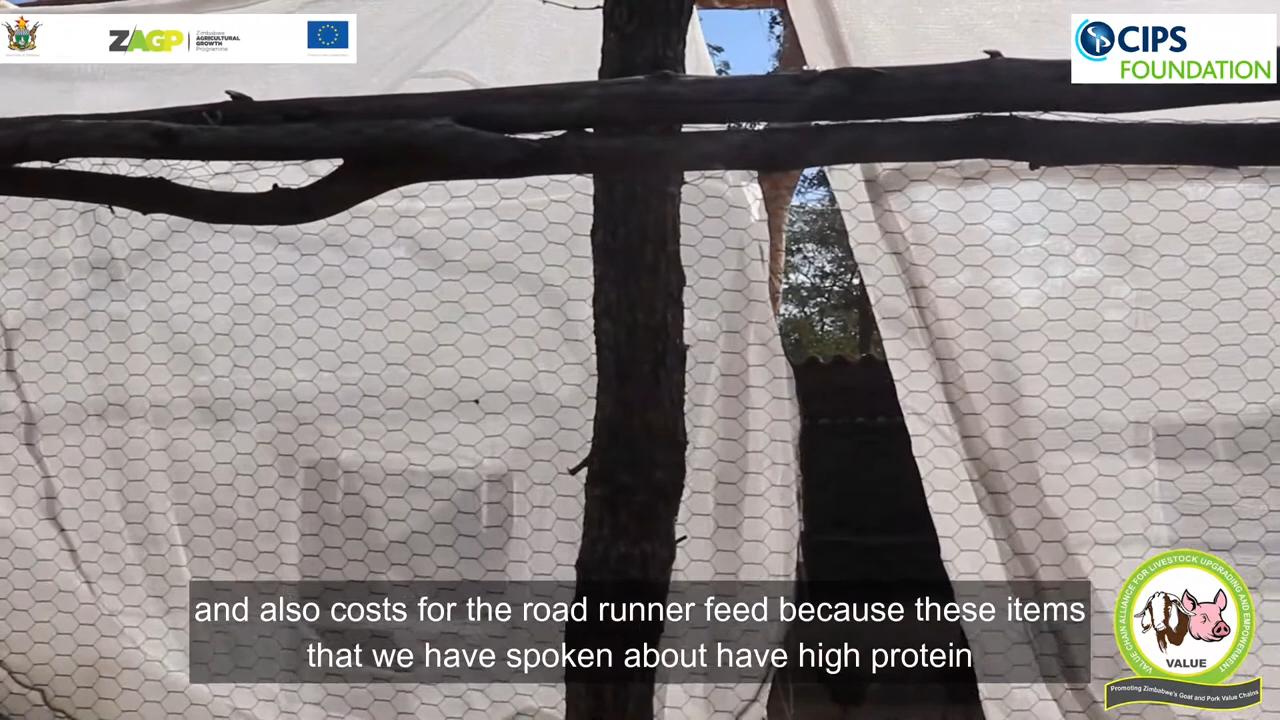 ZAGP
Zimbabwe
AGRICULTURAL
GROWTH
Programme
CIPS
FOUNDATION
and also costs for the road runner feed because these items
that we have spoken about have high protein
VALUE CHAIN ALLIANCE FOR LIVESTOCK UPGRADING AND EMPOWERMENT
VALUE
Promoting Zimbabwe's Goat and Pork Value Chains